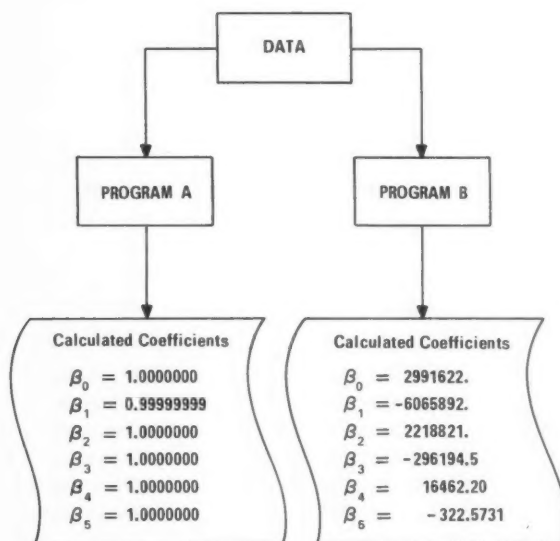 DATA
PROGRAM A
PROGRAM B
Calculated Coefficients
β₀ = 1.0000000
β₁ = 0.99999999
β₂ = 1.0000000
β₃ = 1.0000000
β₄ = 1.0000000
β₅ = 1.0000000
Calculated Coefficients
β₀ = 2991622.
β₁ = -6065892.
β₂ = 2218821.
β₃ = -296194.5
β₄ = 16462.20
β₅ = -322.5731